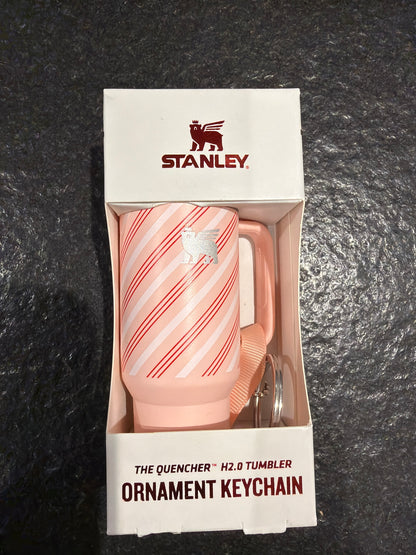 STANLEY®
THE QUENCHER™ H2.0 TUMBLER
ORNAMENT KEYCHAIN